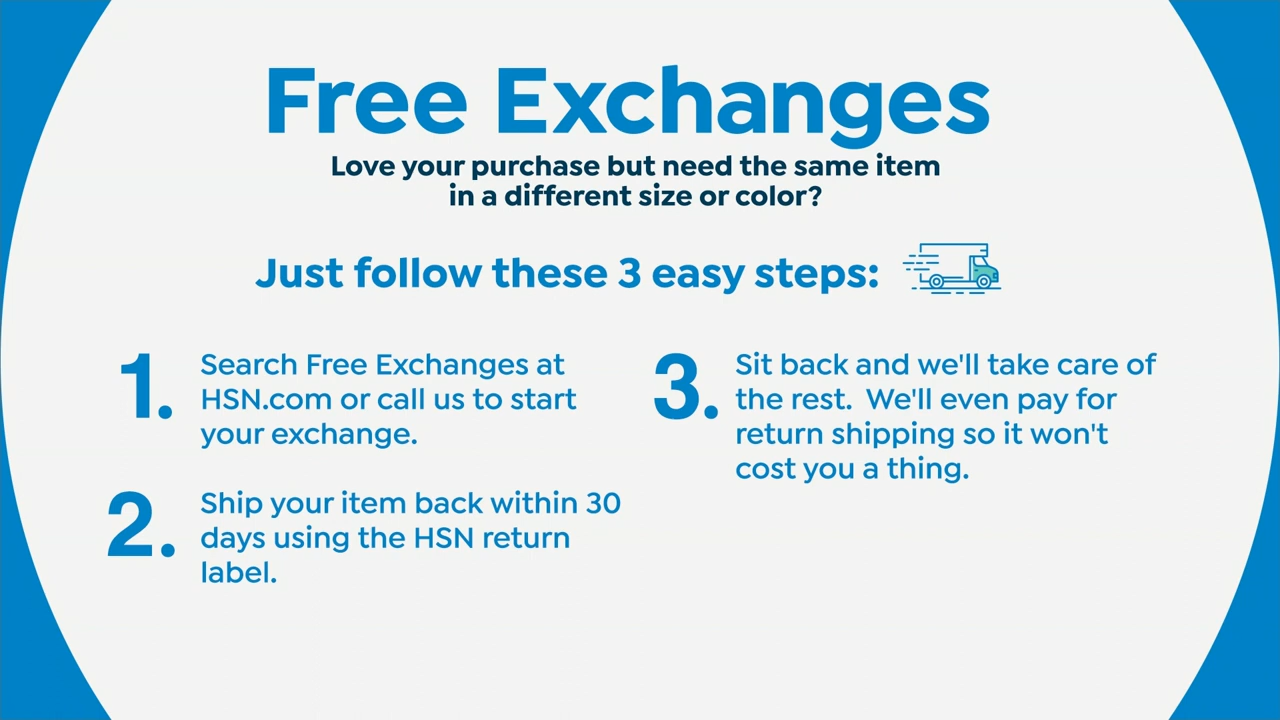 Free Exchanges
Love your purchase but need the same item
in a different size or color?
Just follow these 3 easy steps:
1. Search Free Exchanges at
HSN.com or call us to start
your exchange.
2. Ship your item back within 30
days using the HSN return
label.
3. Sit back and we'll take care of
the rest.  We'll even pay for
return shipping so it won't
cost you a thing.